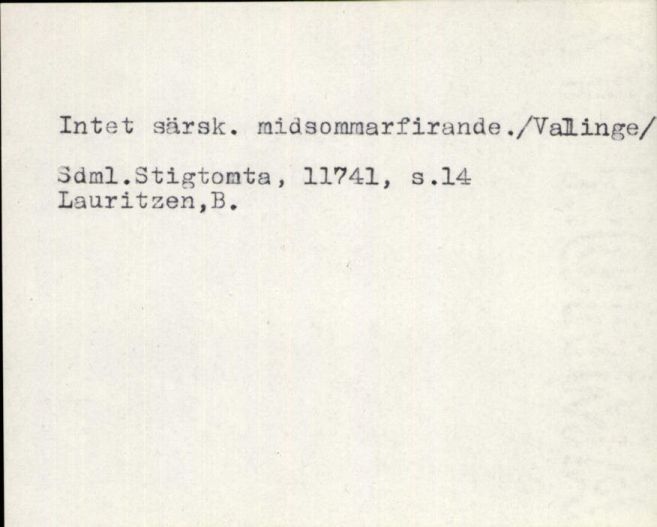 Intet särsk. midsommarfirande./Vallinge/
Sdml.Stigtomta, 11741, s.14
Lauritzen,B.